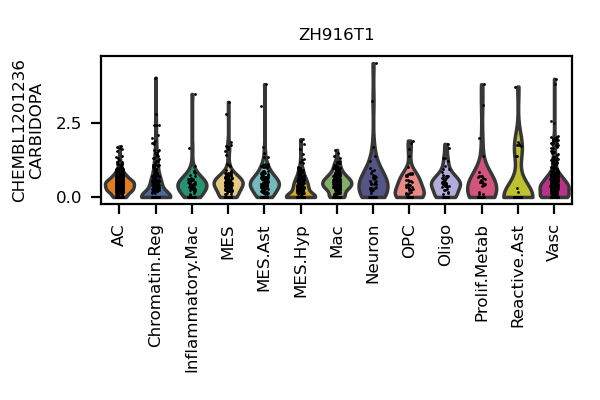 ZH916T1
CHEMBL1201236
CARBIDOPA
2.5
0.0
AC
Chromatin.Reg
Inflammatory.Mac
MES
MES.Ast
MES.Hyp
Mac
Neuron
OPC
Oligo
Prolif.Metab
Reactive.Ast
Vasc